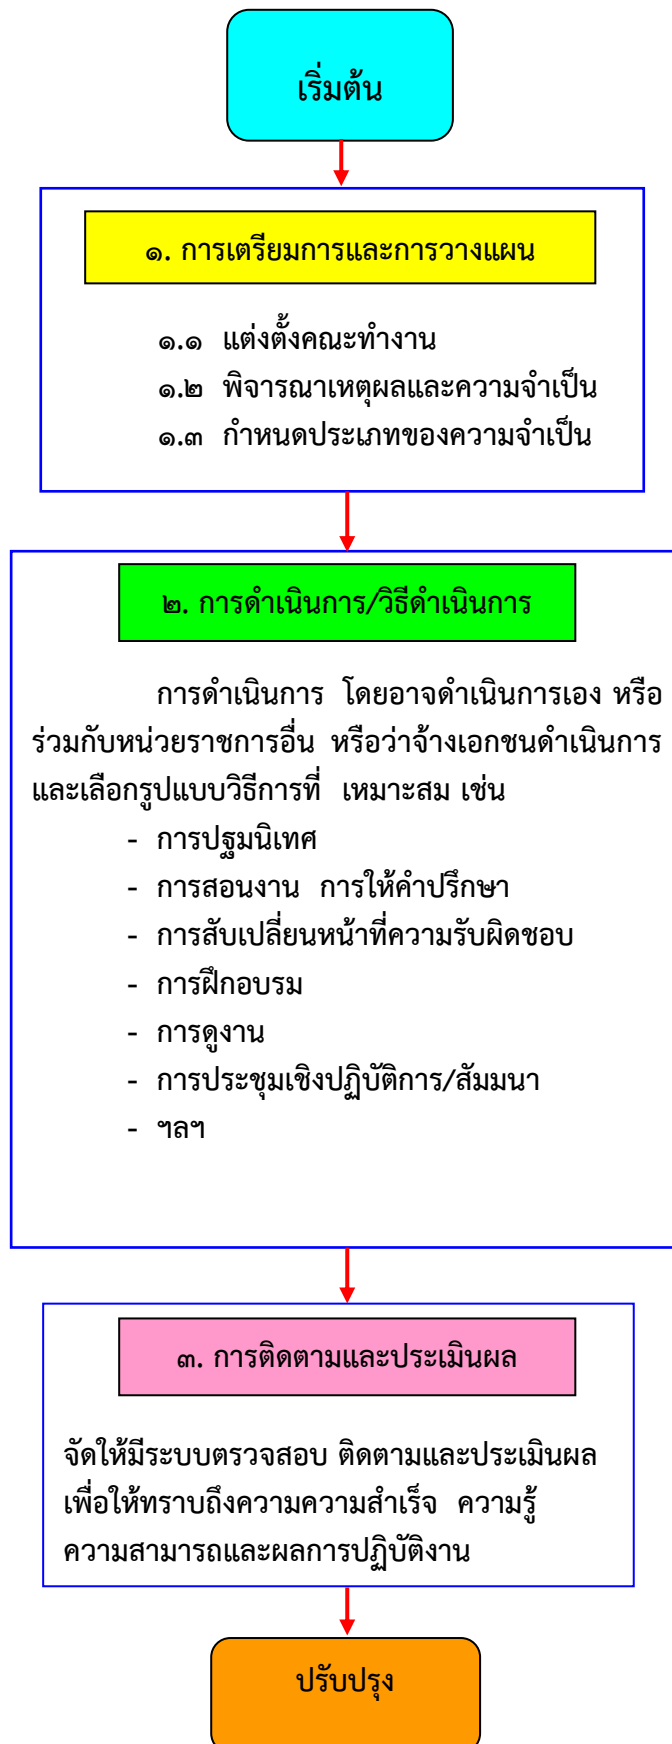 เริ่มต้น
๑. การเตรียมการและการวางแผน
๑.๑ แต่งตั้งคณะทำงาน
๑.๒ พิจารณาเหตุผลและความจำเป็น
๑.๓ กำหนดประเภทของความจำเป็น
๒. การดำเนินการ/วิธีดำเนินการ
การดำเนินการ โดยอาจดำเนินการเอง หรือ
ร่วมกับหน่วยราชการอื่น หรือว่าจ้างเอกชนดำเนินการ
และเลือกรูปแบบวิธีการที่ เหมาะสม เช่น
- การปฐมนิเทศ
- การสอนงาน การให้คำปรึกษา
- การสับเปลี่ยนหน้าที่ความรับผิดชอบ
- การฝึกอบรม
- การดูงาน
- การประชุมเชิงปฏิบัติการ/สัมมนา
- ฯลฯ
๓. การติดตามและประเมินผล
จัดให้มีระบบตรวจสอบ ติดตามและประเมินผล
เพื่อให้ทราบถึงความความสำเร็จ ความรู้
ความสามารถและผลการปฏิบัติงาน
ปรับปรุง